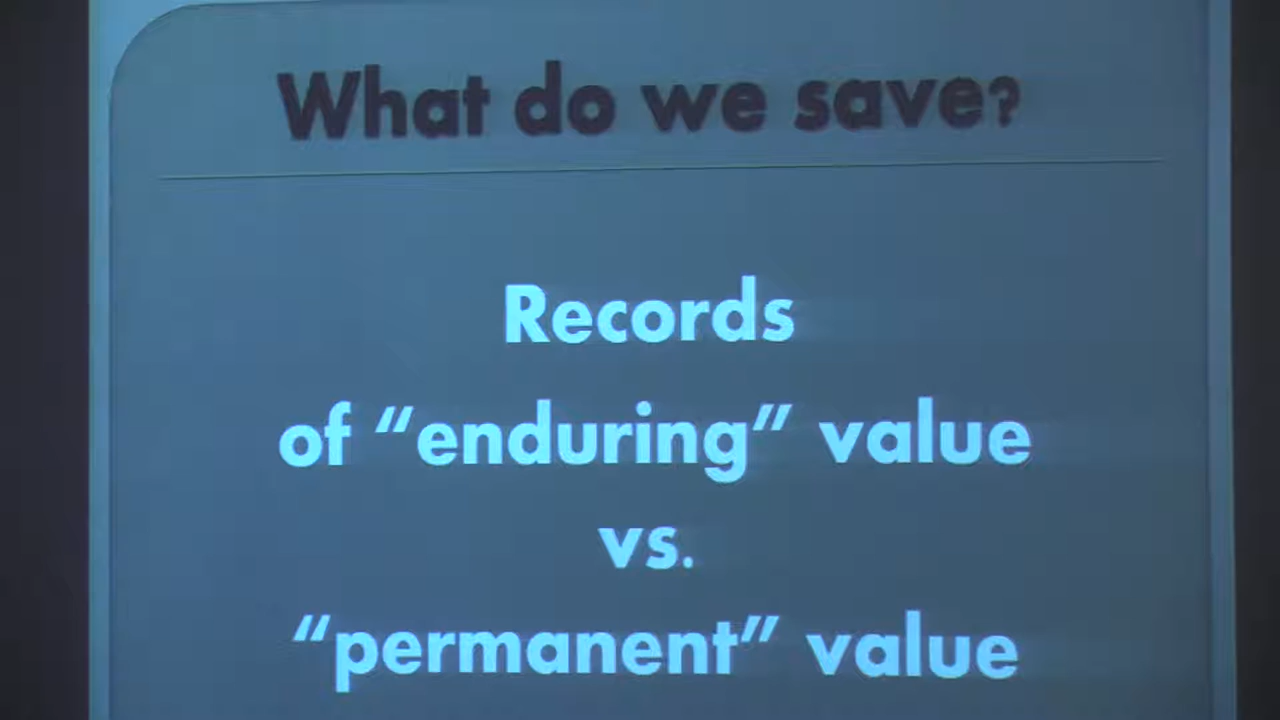 What do we save?
Records
of “enduring” value
vs.
“permanent” value